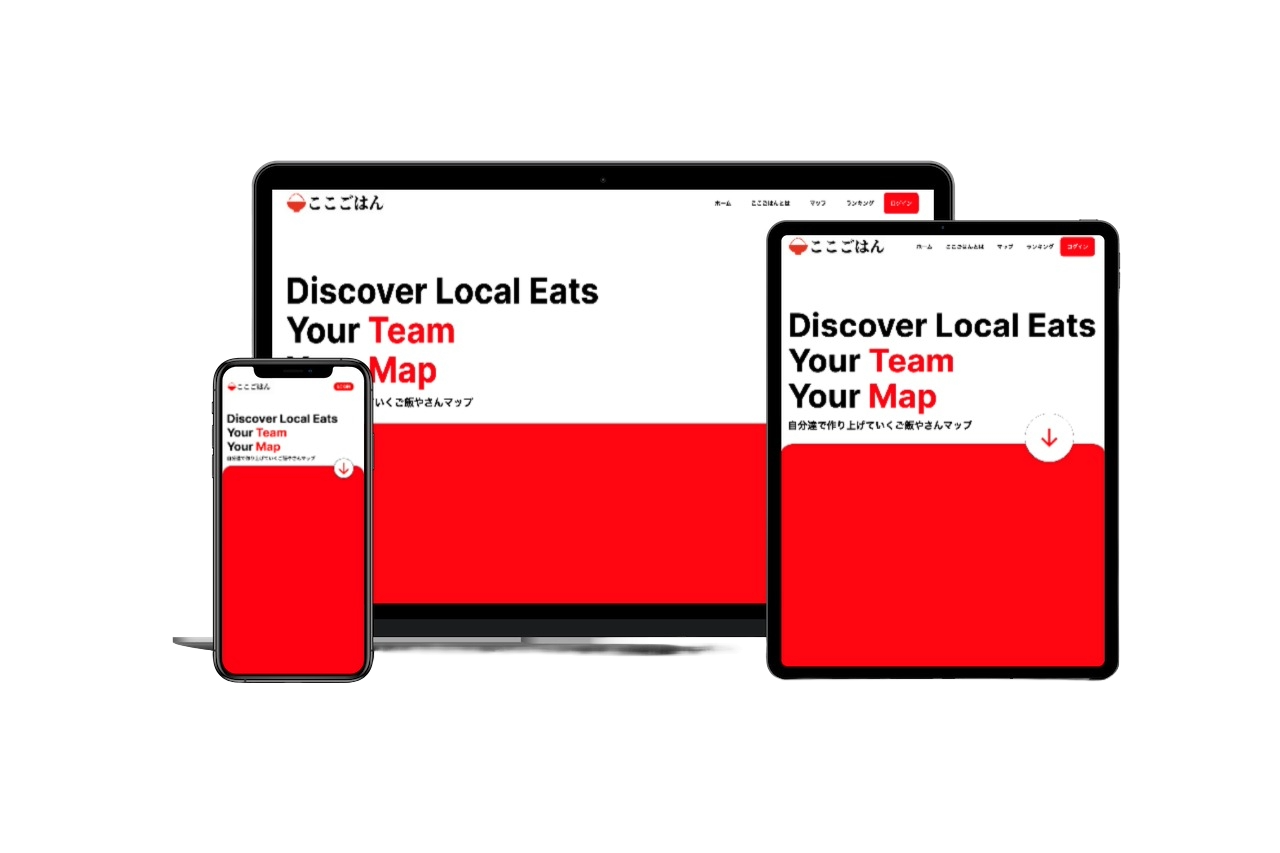 ここごはん
ホーム ここごはんとは マップ ランキング ログイン
Discover Local Eats
Your Team
Map
いくご飯やさんマップ
ここごはん
ホーム ここごはんとは マップ ランキング ログイン
Discover Local Eats
Your Team
Your Map
自分達で作り上げていくご飯やさんマップ
ここごはん
Discover Local Eats
Your Team
Your Map
自分達で作り上げていくご飯やさんマップ